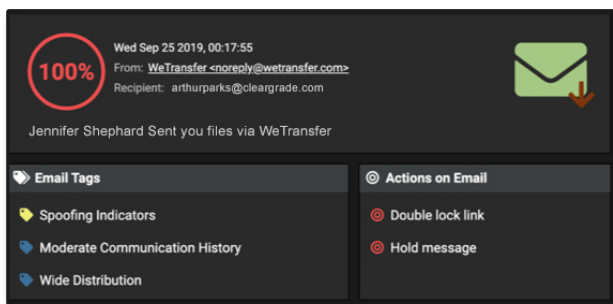 Wed Sep 25 2019, 00:17:55
100%
From: WeTransfer <noreply@wetransfer.com>
Recipient: arthurparks@cleargrade.com
Jennifer Shephard Sent you files via WeTransfer
Email Tags
Spoofing Indicators
Moderate Communication History
Wide Distribution
Actions on Email
Double lock link
Hold message